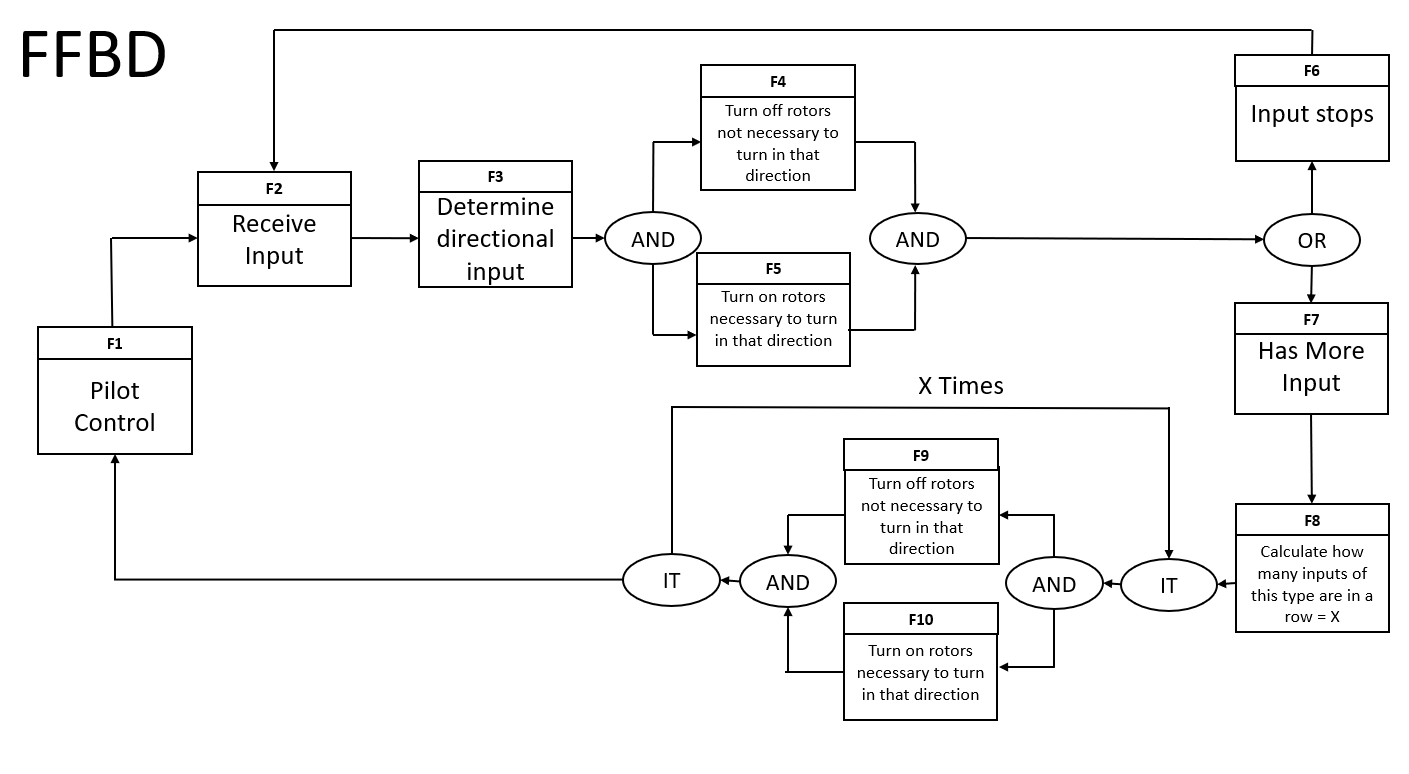 FFBD
F4
Turn off rotors
not necessary to
turn in that
direction
F6
Input stops
F2
Receive
Input
F3
Determine
directional
input
AND
AND
OR
F5
Turn on rotors
necessary to turn
in that direction
F1
Pilot
Control
F7
Has More
Input
X Times
F9
Turn off rotors
not necessary to
turn in that
direction
F8
Calculate how
many inputs of
this type are in a
row = X
IT
AND
AND
IT
F10
Turn on rotors
necessary to turn
in that direction